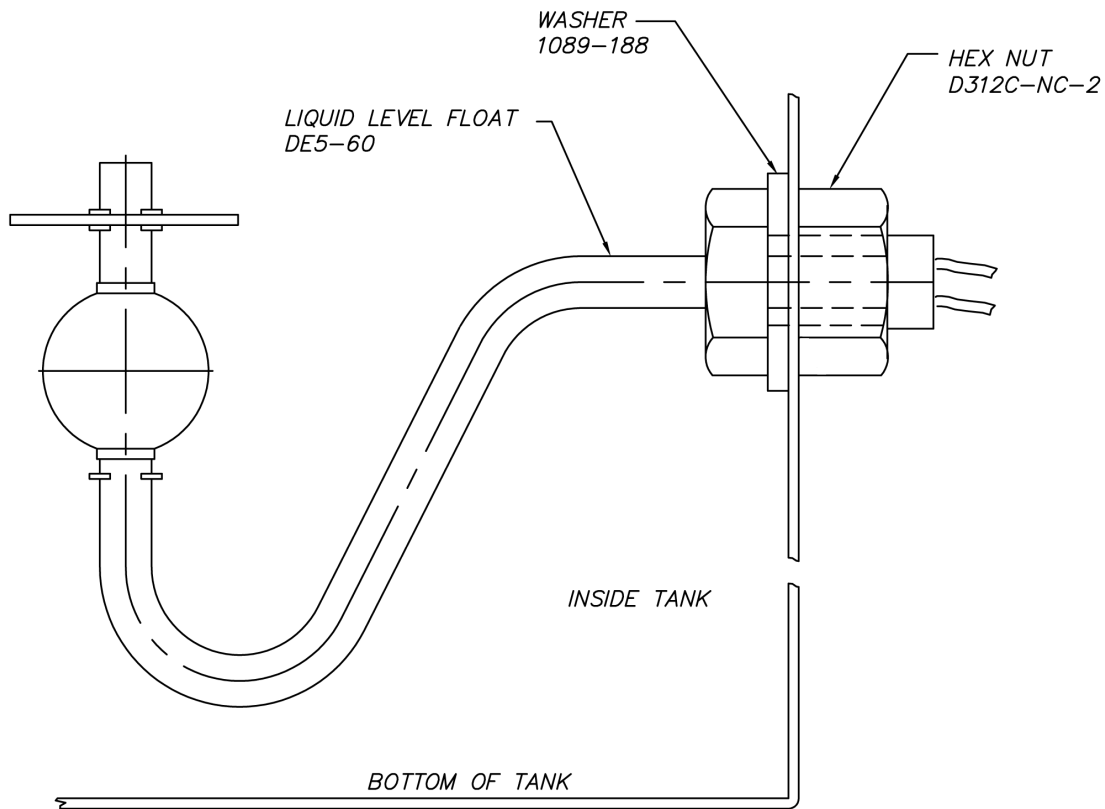 WASHER
1089-188
HEX NUT
D312C-NC-2
LIQUID LEVEL FLOAT
DE5-60
INSIDE TANK
BOTTOM OF TANK